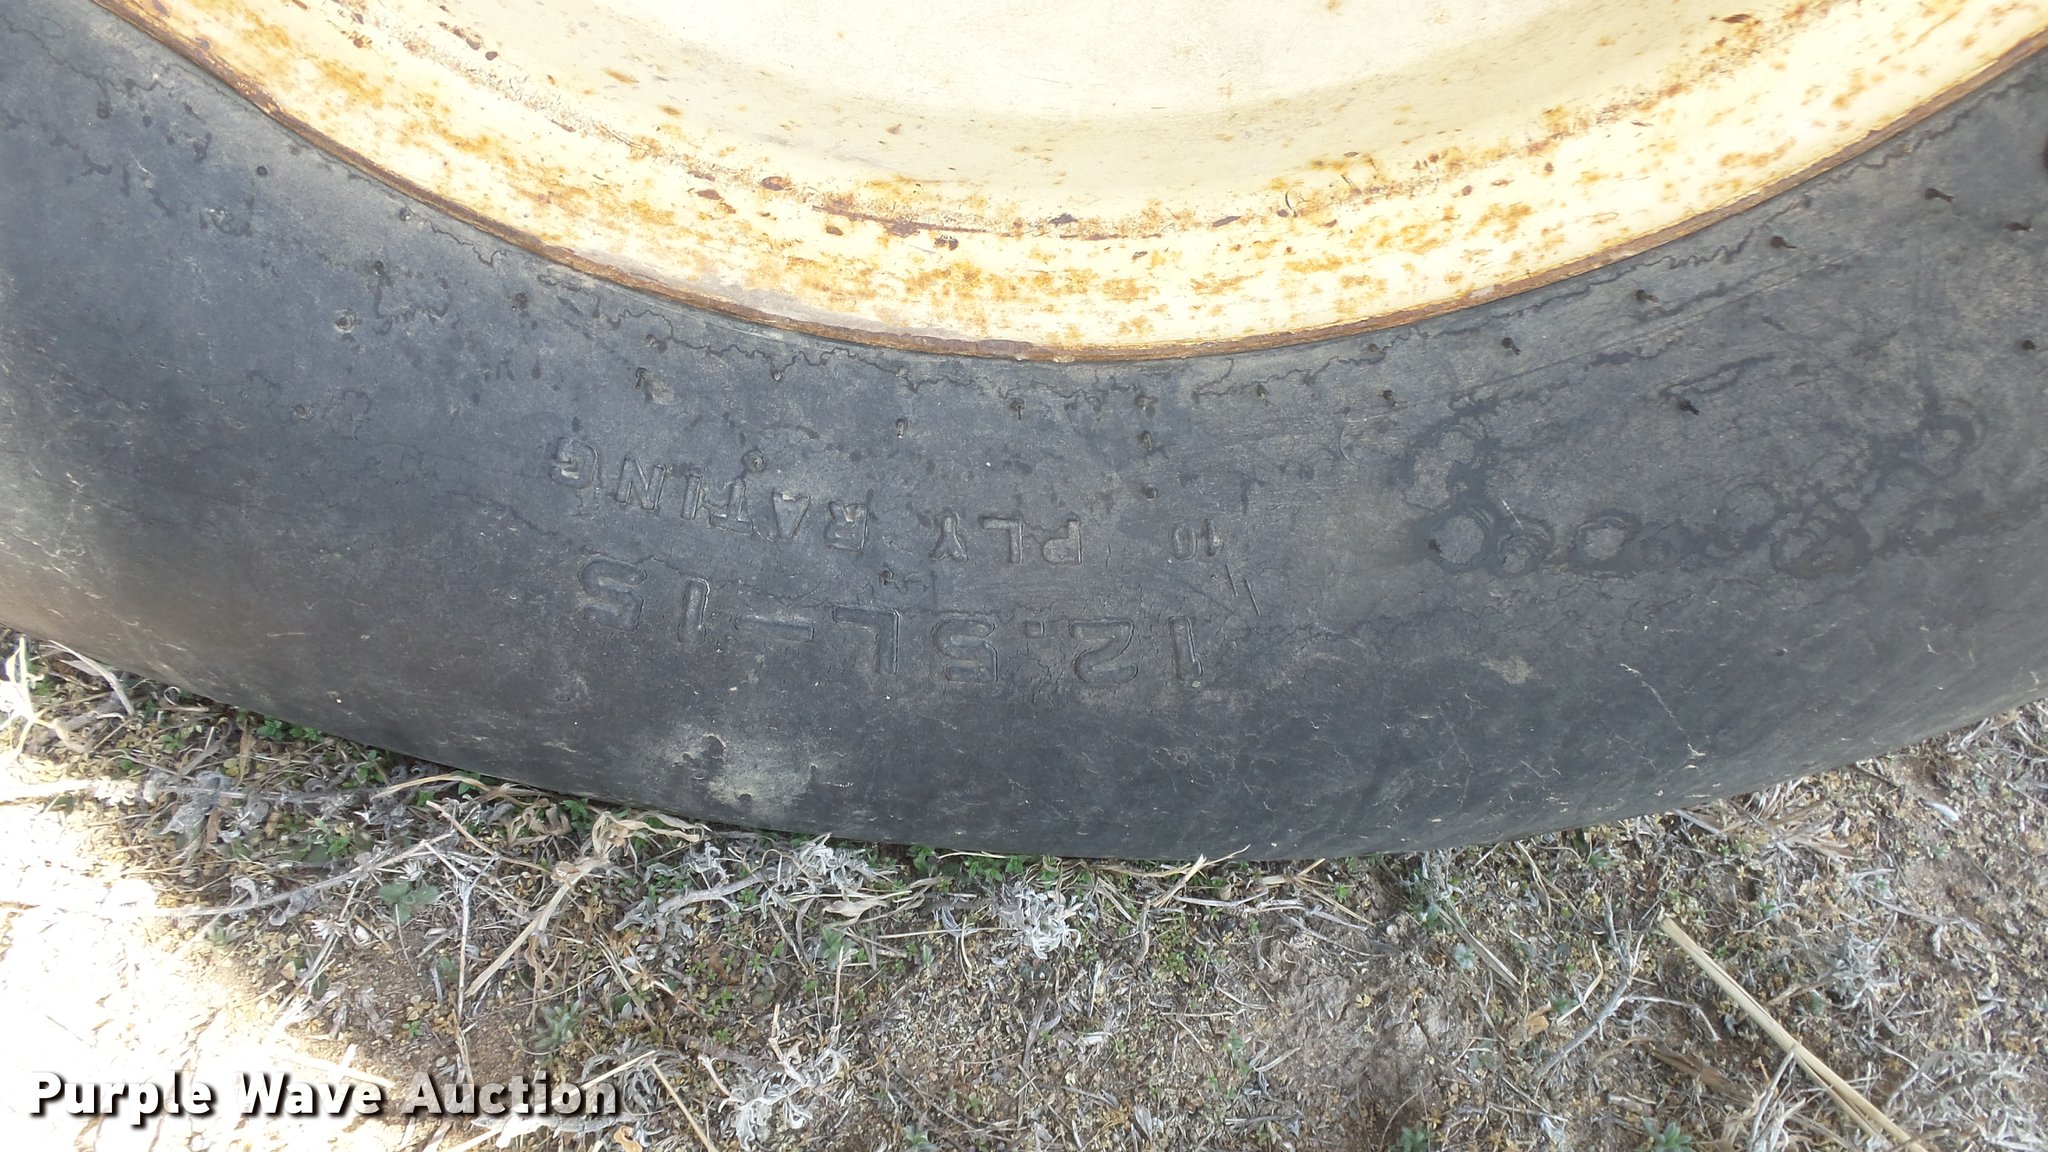 12.5L-15
10 PLY RATING
Purple Wave Auction